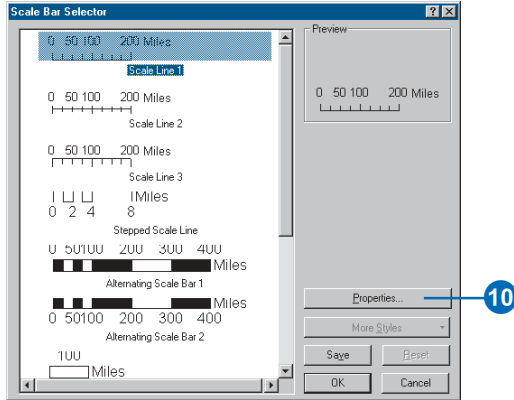 Scale Bar Selector
0 50 100 200 Miles
Scale Line 1
0 50 100 200 Miles
Scale Line 2
0 50 100 200 Miles
Scale Line 3
Miles
0 2 4 8
Stepped Scale Line
0 50100 200 300 400
Miles
Alternating Scale Bar 1
Miles
0 50100 200 300 400
Alternating Scale Bar 2
100
Miles
Preview
0 50 100 200 Miles
Properties...
10
More Styles
Save
Reset
OK
Cancel